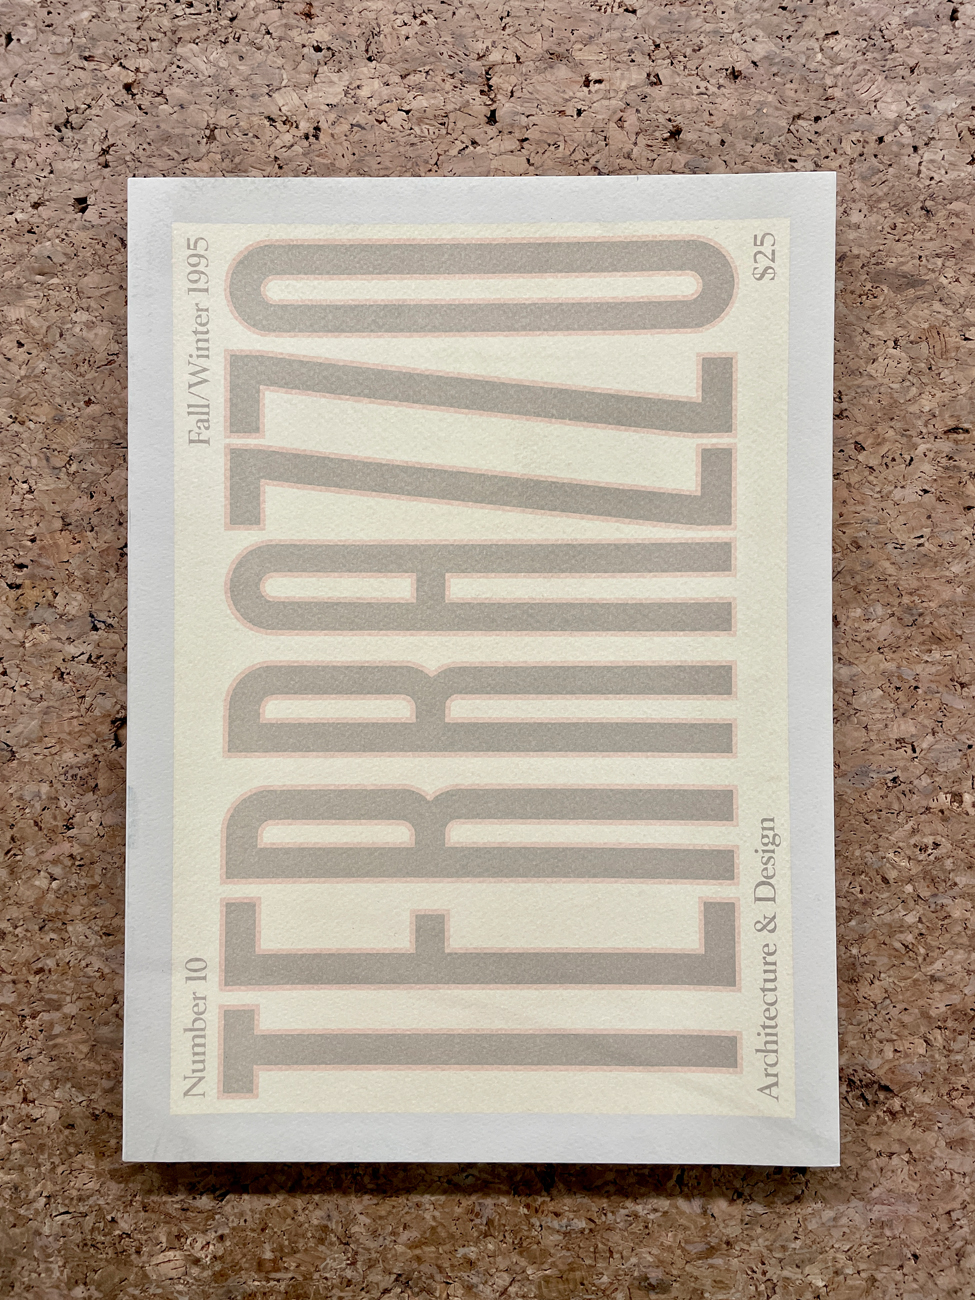 Number 10
Fall/Winter 1995
TERRAZZO
Architecture & Design
$25